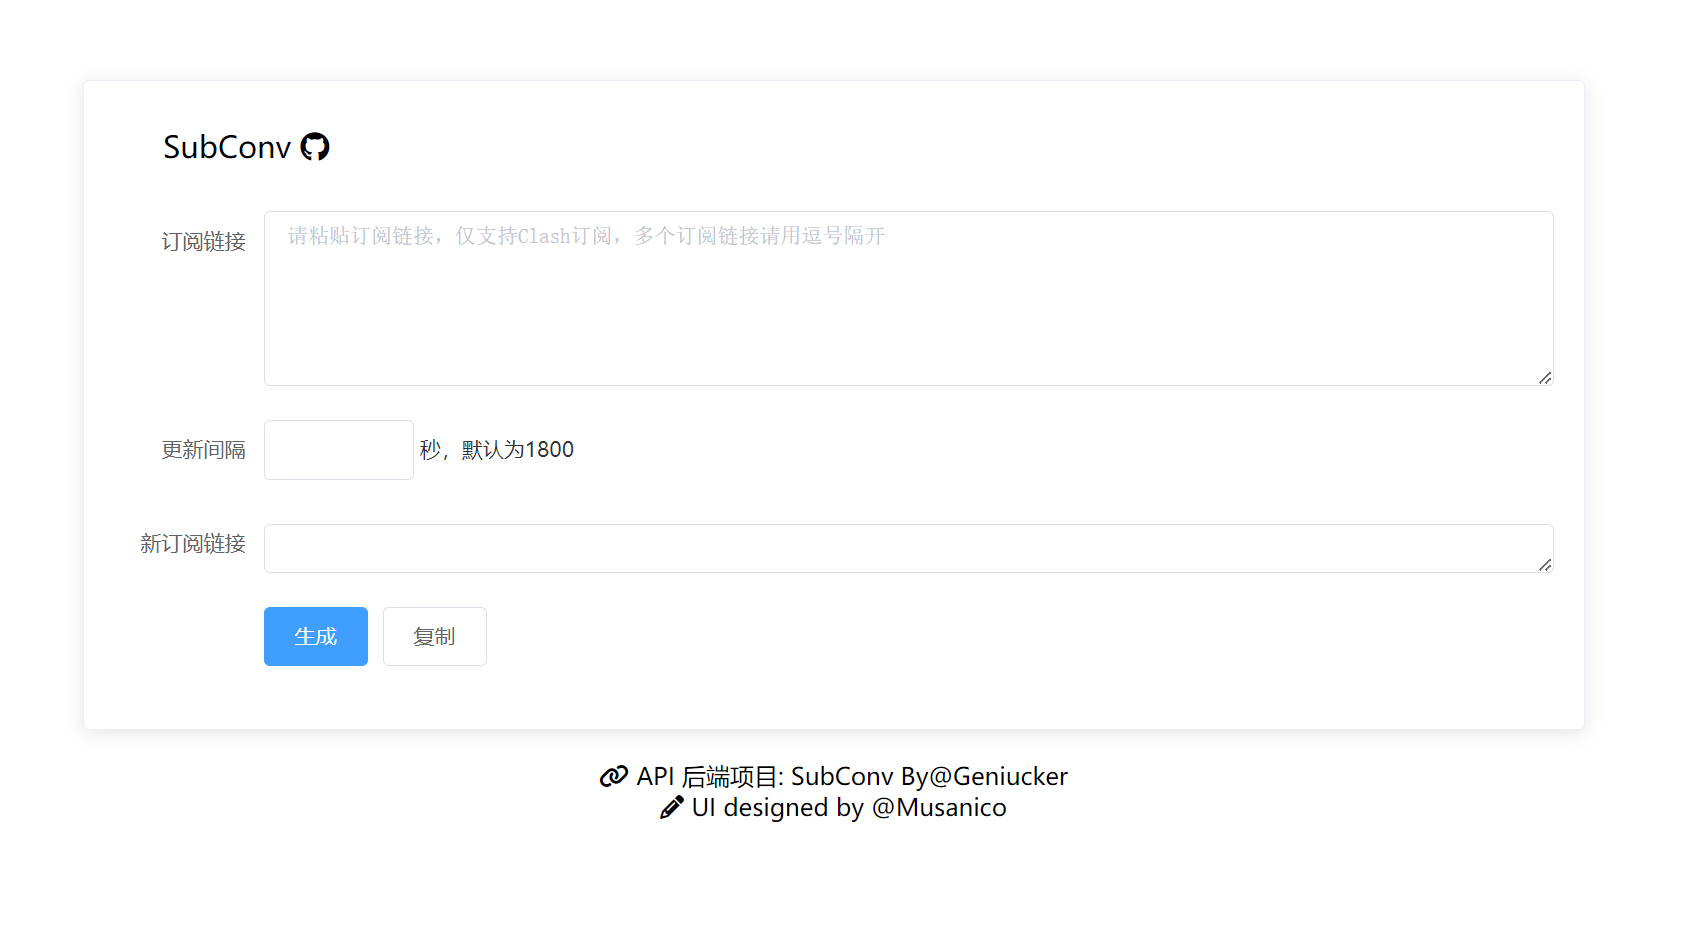 SubConv
订阅链接
请粘贴订阅链接，仅支持Clash订阅，多个订阅链接请用逗号隔开
更新间隔
秒，默认为1800
新订阅链接
生成
复制
API 后端项目: SubConv By@Geniucker
UI designed by @Musanico